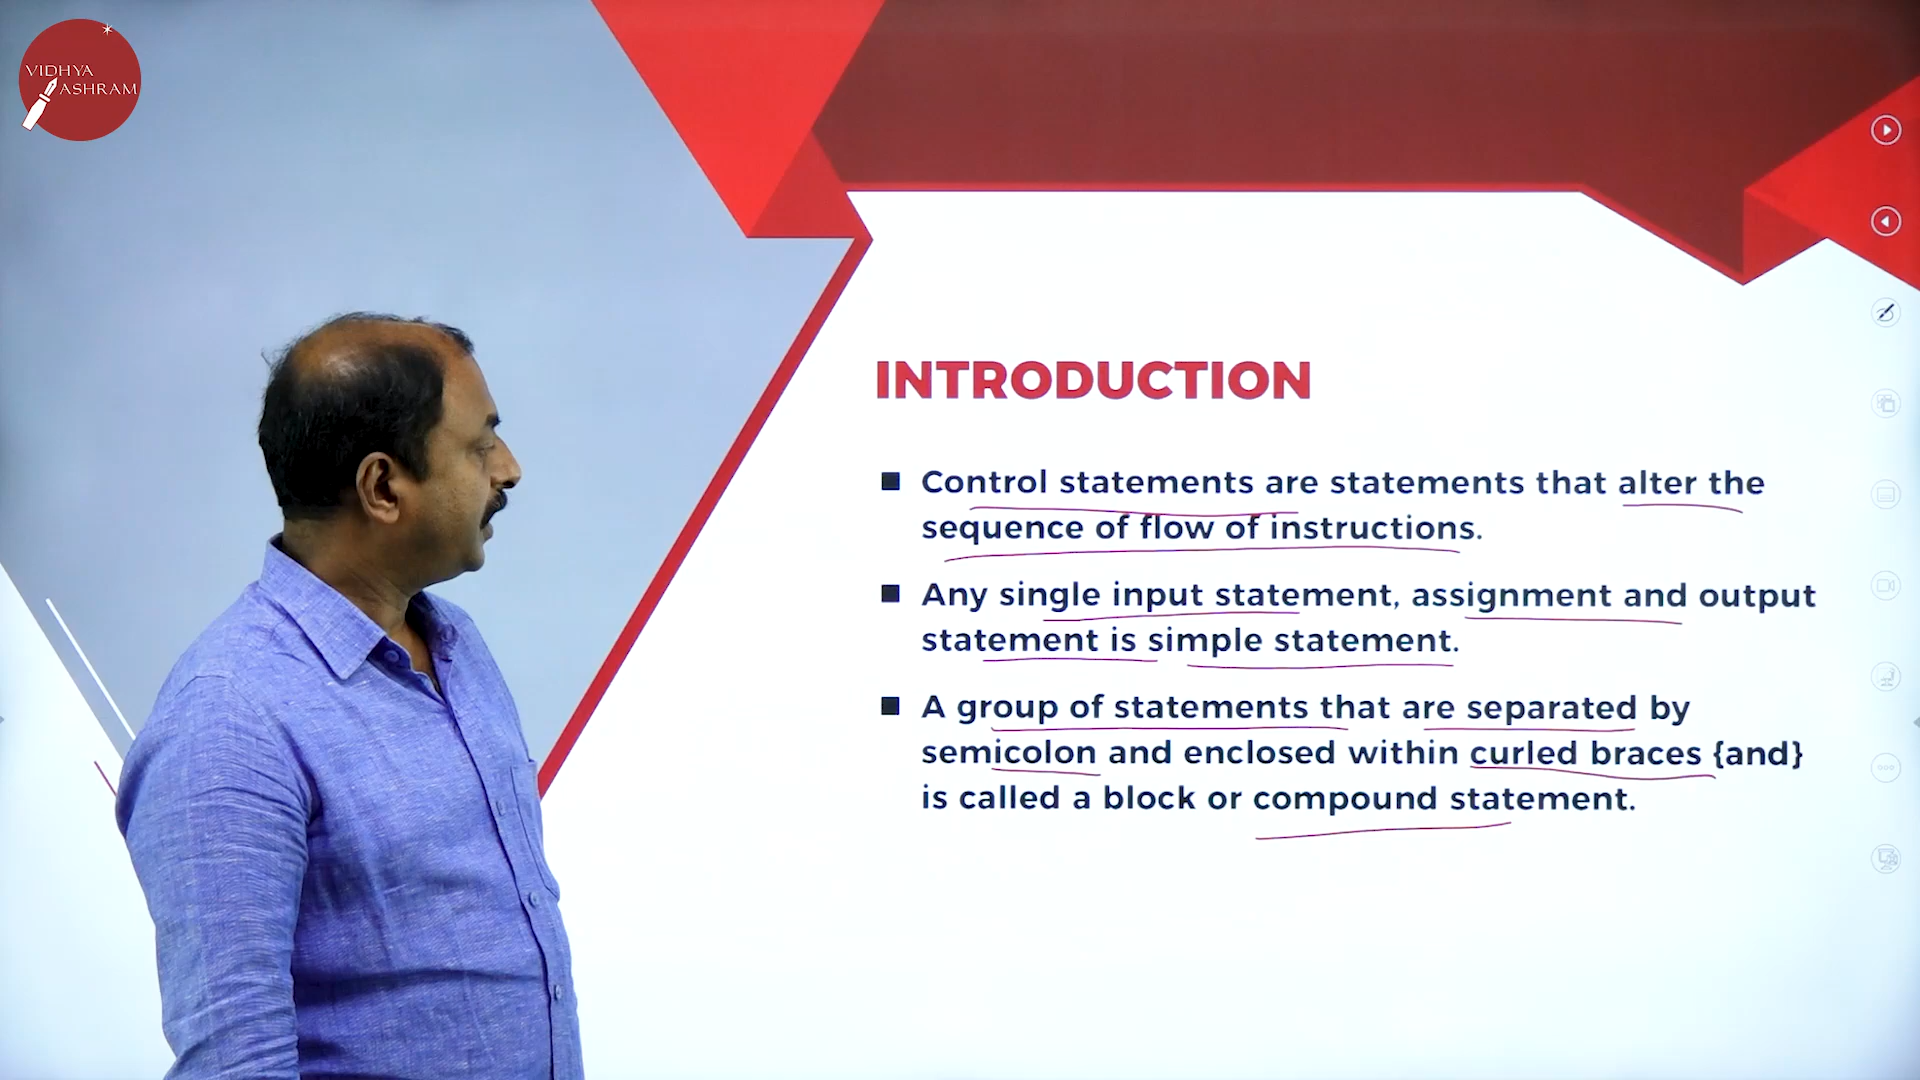 VIDHYA
ASHRAM
INTRODUCTION
Control statements are statements that alter the
sequence of flow of instructions.
Any single input statement, assignment and output
statement is simple statement.
A group of statements that are separated by
semicolon and enclosed within curled braces {and}
is called a block or compound statement.